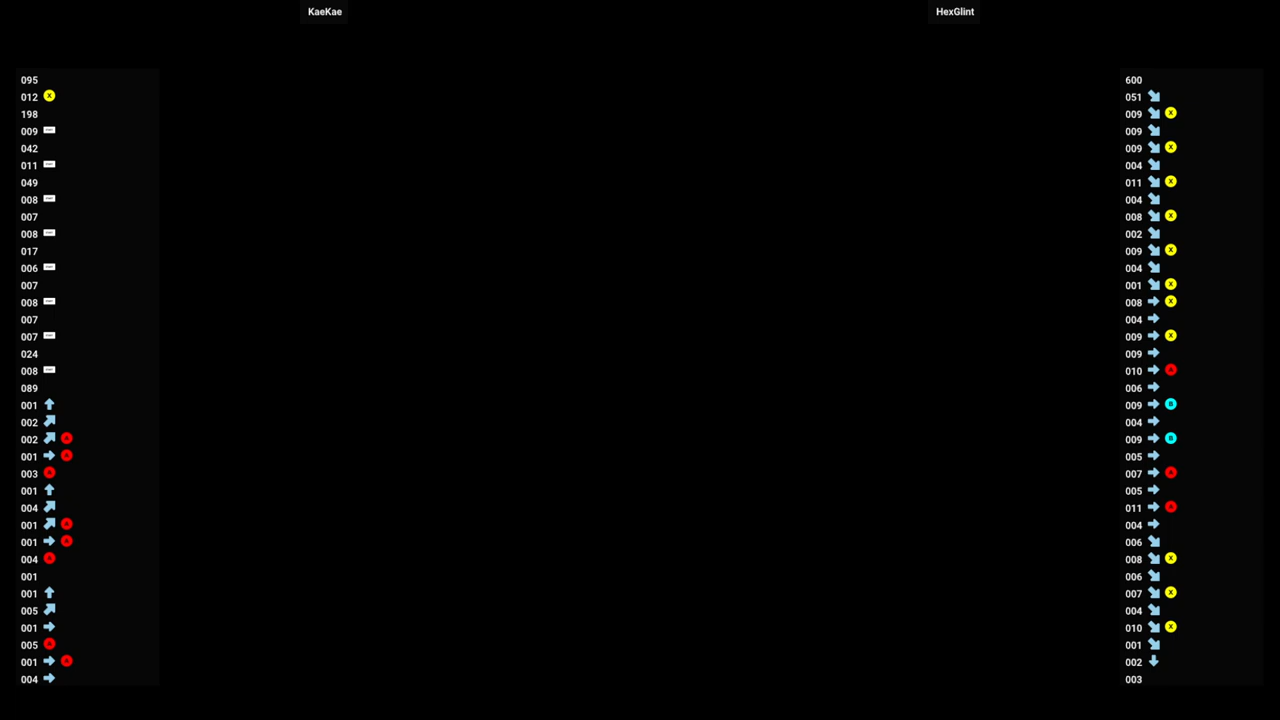 KaeKae
HexGlint
095
012 X
198
009
042
011
049
008
007
008
017
006
007
008
007
007
024
008
089
001
002
002 A
001 A
003 A
001
004
001 A
001 A
004 A
001
001
005
001
005 A
001 A
004
600
051
009 X
009
009 X
004
011 X
004
008 X
002
009 X
004
001 X
008 X
004
009 X
009
010 A
006
009 B
004
009 B
005
007 A
005
011 A
004
006
008 X
006
007 X
004
010 X
001
002
003